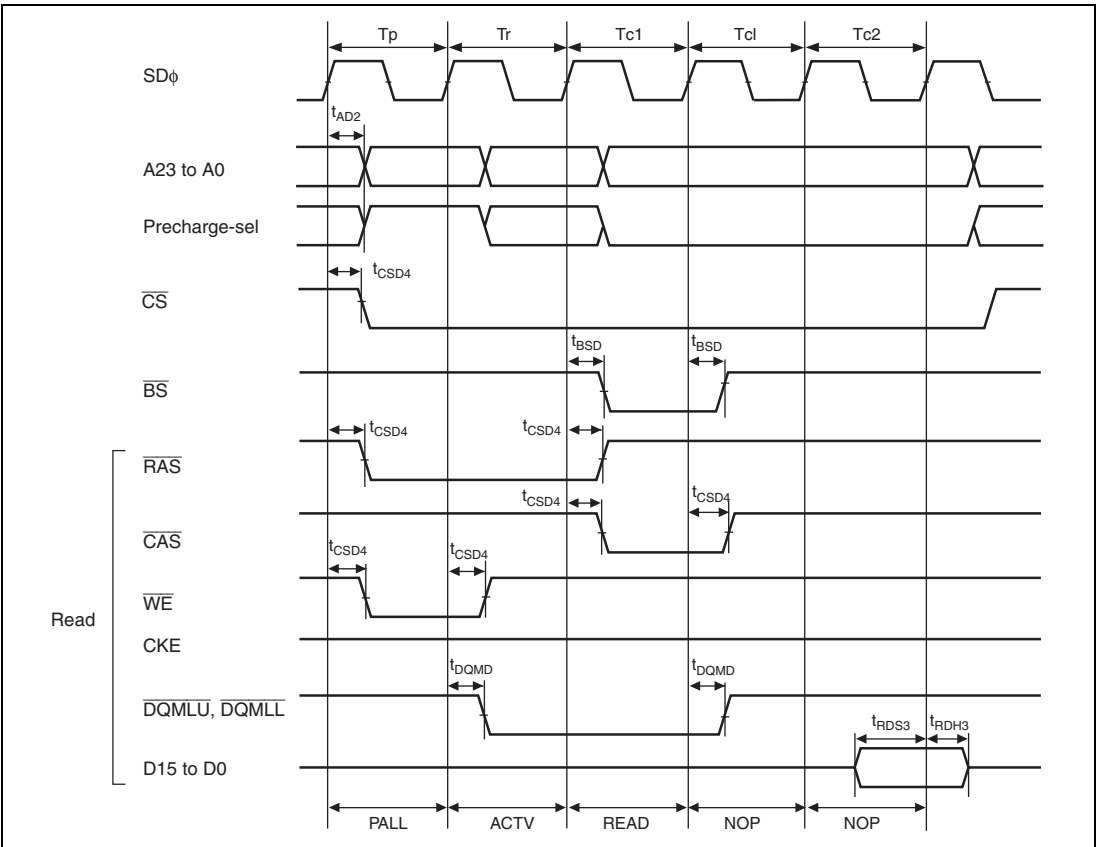 Tp Tr Tc1 Tcl Tc2
SDϕ
tAD2
A23 to A0
Precharge-sel
tCSD4
CS
tBSD tBSD
BS
tCSD4 tCSD4
RAS
tCSD4 tCSD4
CAS
tCSD4 tCSD4
WE
Read
CKE
tDQMD tDQMD
DQMLU, DQMLL
tRDS3 tRDH3
D15 to D0
PALL ACTV READ NOP NOP